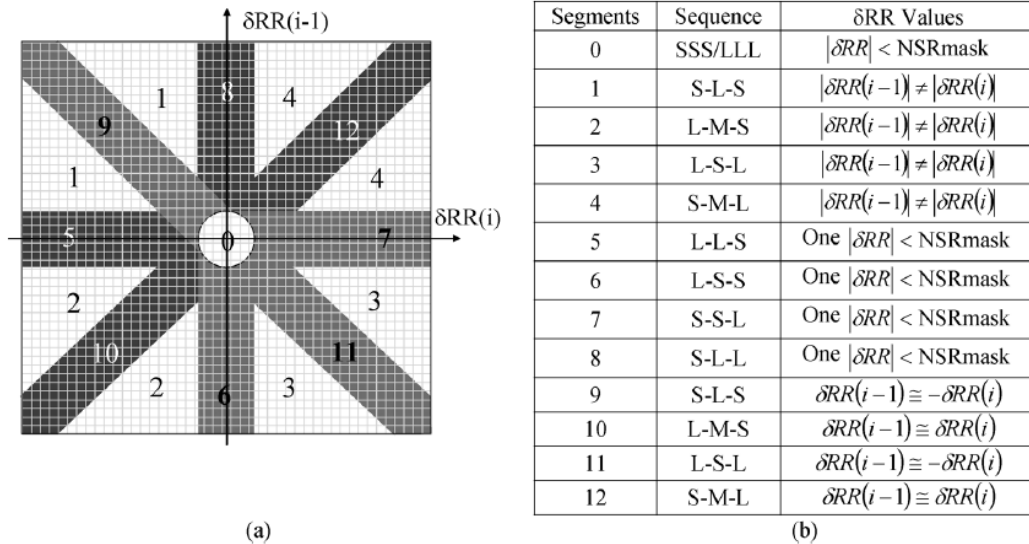 δRR(i-1)
8
1
4
12
9
1
4
δRR(i)
5
0
7
2
3
10
11
2
6
3
(a)
Segments Sequence δRR Values
0 SSS/LLL |δRR| < NSRmask
1 S-L-S |δRR(i−1)| ≠ |δRR(i)|
2 L-M-S |δRR(i−1)| ≠ |δRR(i)|
3 L-S-L |δRR(i−1)| ≠ |δRR(i)|
4 S-M-L |δRR(i−1)| ≠ |δRR(i)|
5 L-L-S One |δRR| < NSRmask
6 L-S-S One |δRR| < NSRmask
7 S-S-L One |δRR| < NSRmask
8 S-L-L One |δRR| < NSRmask
9 S-L-S δRR(i−1) ≅ −δRR(i)
10 L-M-S δRR(i−1) ≅ δRR(i)
11 L-S-L δRR(i−1) ≅ −δRR(i)
12 S-M-L δRR(i−1) ≅ δRR(i)
(b)